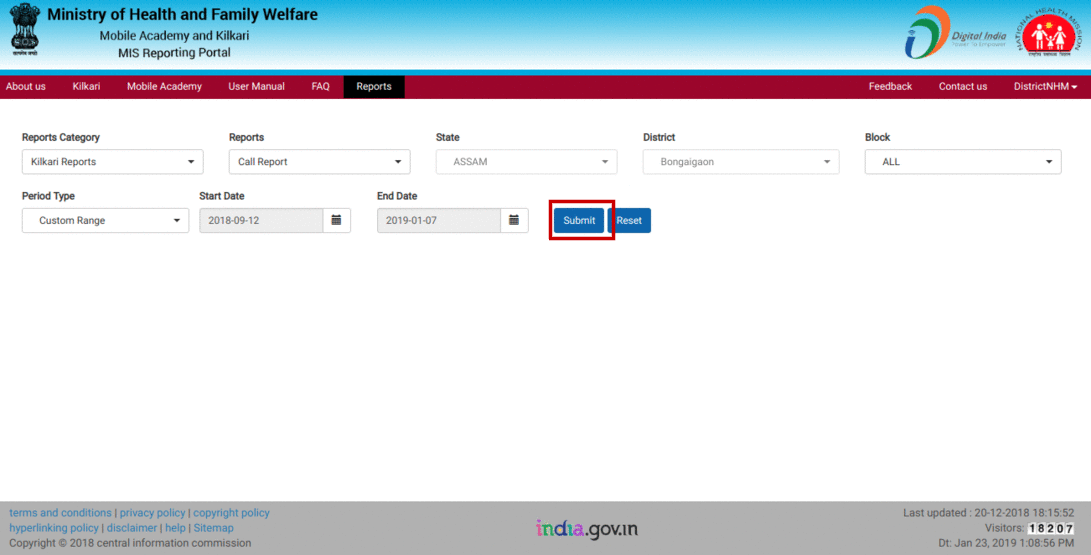 Ministry of Health and Family Welfare
Mobile Academy and Kilkari
MIS Reporting Portal
सत्यमेव जयते
Digital India
Power To Empower
NATIONAL HEALTH MISSION
About us Kilkari Mobile Academy User Manual FAQ Reports Feedback Contact us DistrictNHM
Reports Category Reports State District Block
Kilkari Reports Call Report ASSAM Bongaigaon ALL
Period Type Start Date End Date
Custom Range 2018-09-12 2019-01-07 Submit Reset
terms and conditions | privacy policy | copyright policy
hyperlinking policy | disclaimer | help | Sitemap
Copyright © 2018 central information commission
india.gov.in
Last updated : 20-12-2018 18:15:52
Visitors: 18207
Dt: Jan 23, 2019 1:08:56 PM